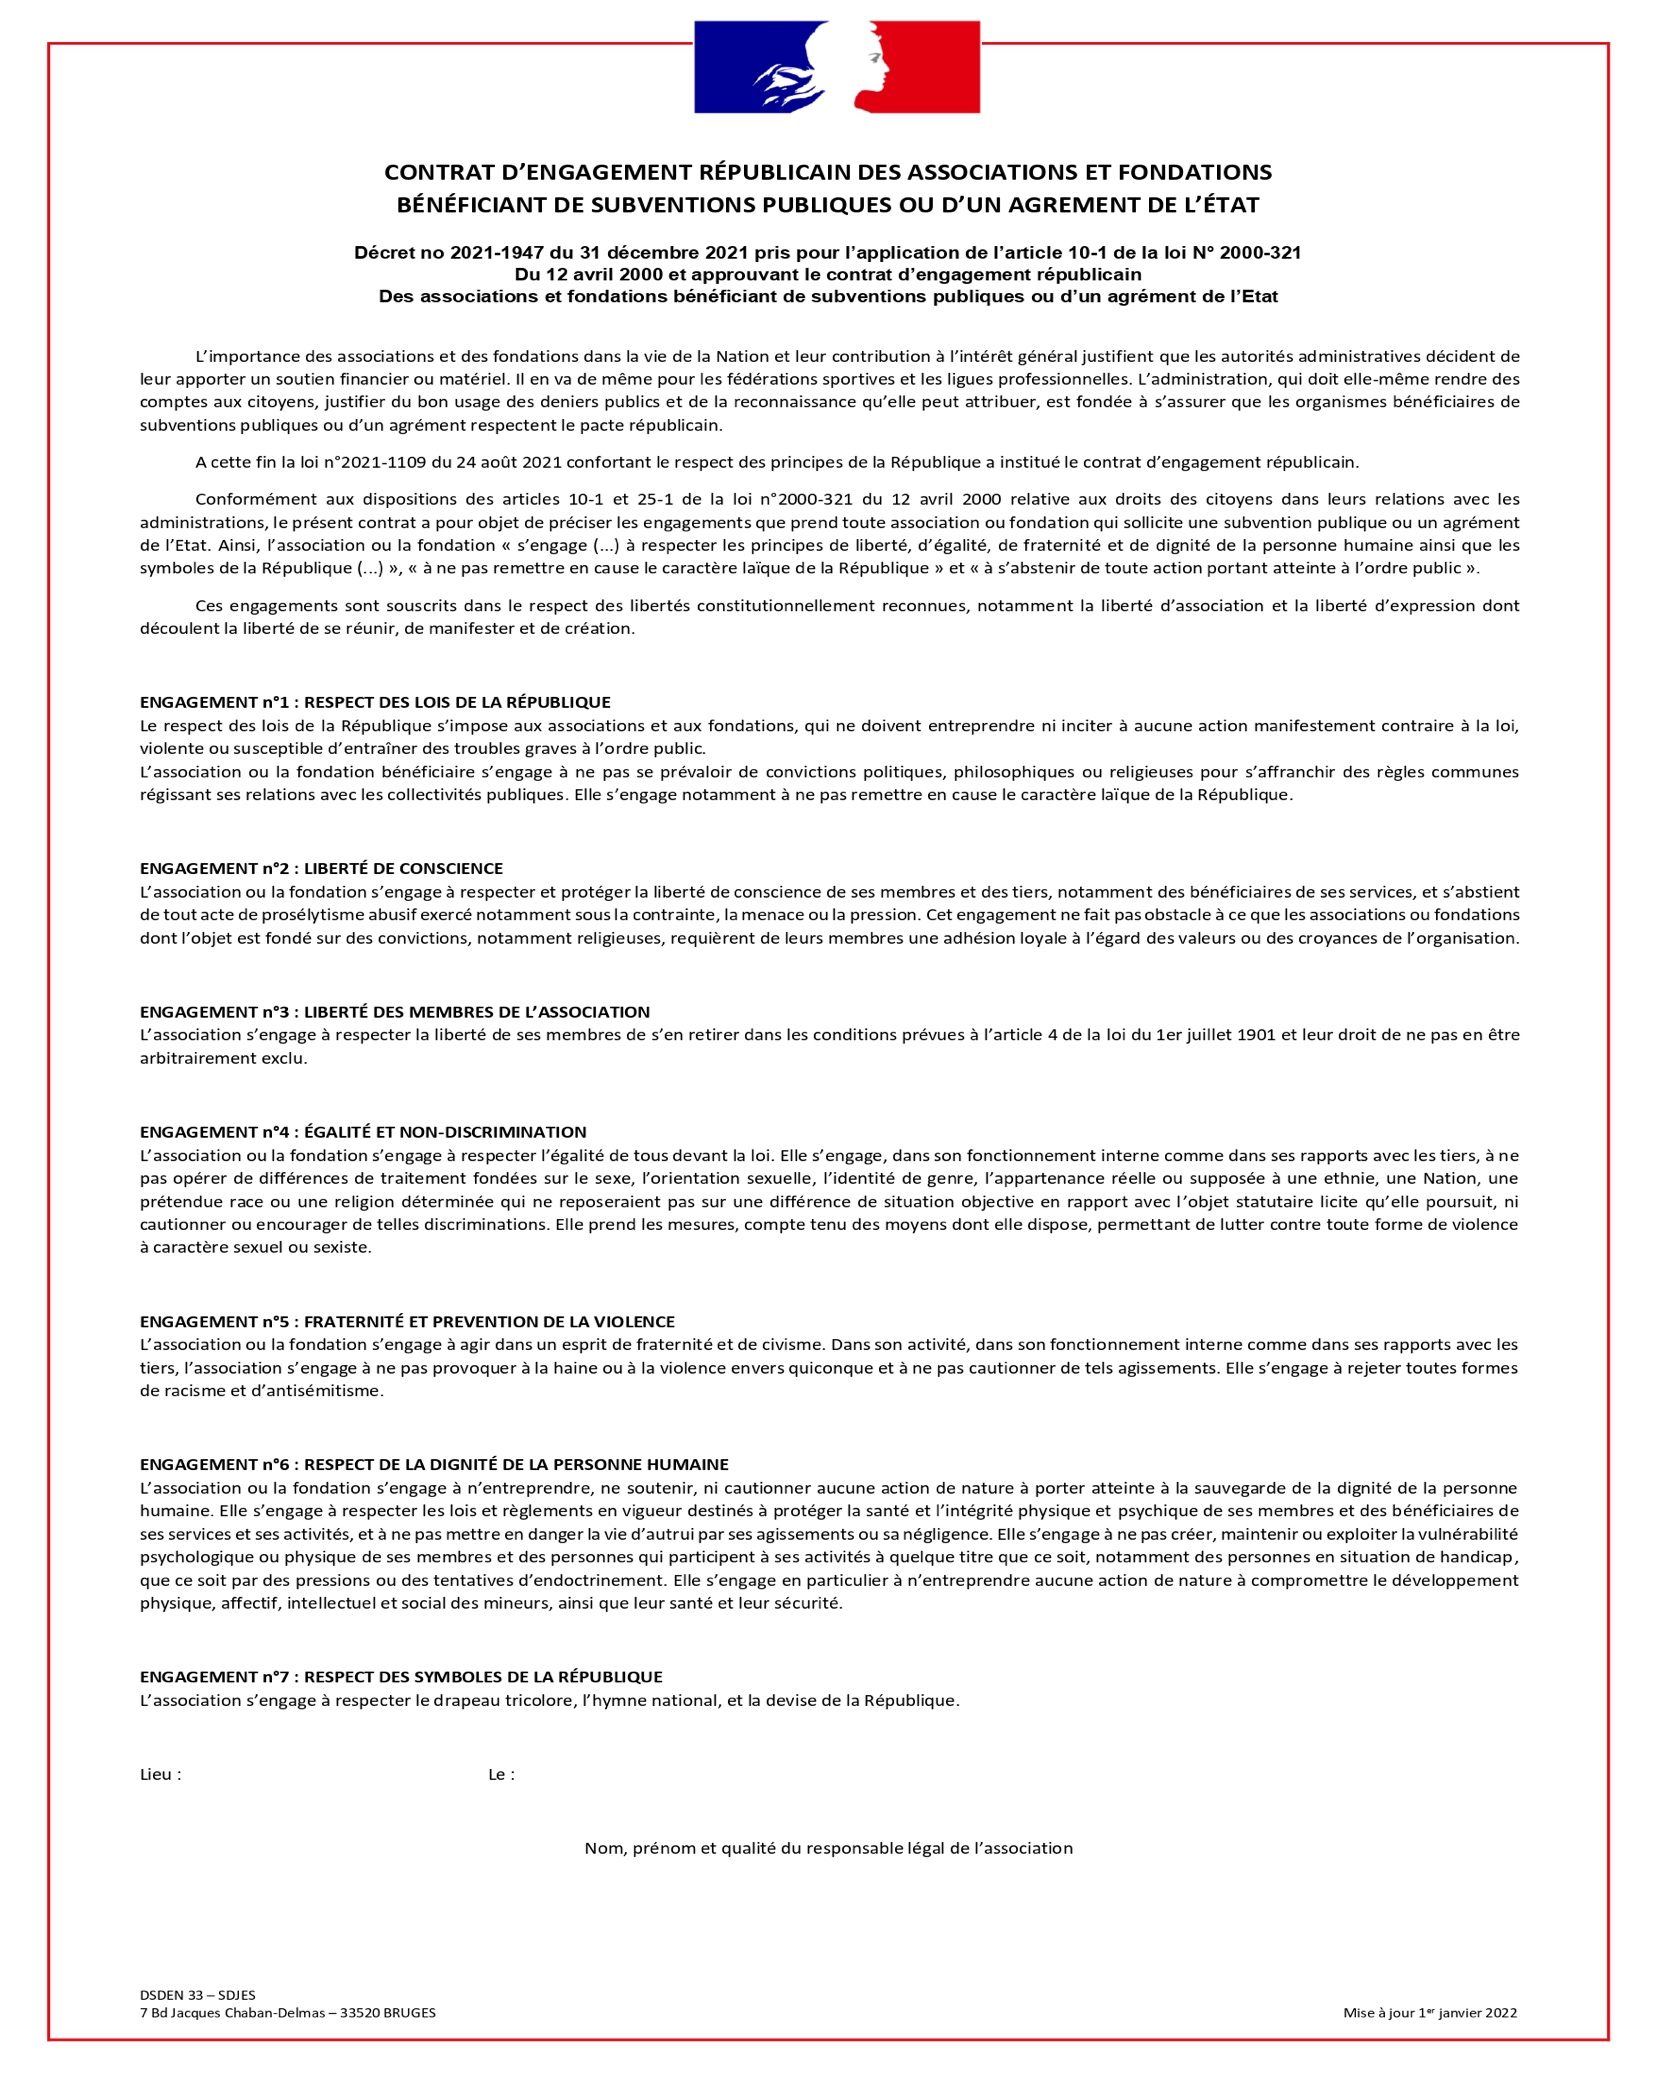 CONTRAT D’ENGAGEMENT RÉPUBLICAIN DES ASSOCIATIONS ET FONDATIONS
BÉNÉFICIANT DE SUBVENTIONS PUBLIQUES OU D’UN AGREMENT DE L’ÉTAT
Décret no 2021-1947 du 31 décembre 2021 pris pour l’application de l’article 10-1 de la loi N° 2000-321
Du 12 avril 2000 et approuvant le contrat d’engagement républicain
Des associations et fondations bénéficiant de subventions publiques ou d’un agrément de l’Etat
L’importance des associations et des fondations dans la vie de la Nation et leur contribution à l’intérêt général justifient que les autorités administratives décident de
leur apporter un soutien financier ou matériel. Il en va de même pour les fédérations sportives et les ligues professionnelles. L’administration, qui doit elle-même rendre des
comptes aux citoyens, justifier du bon usage des deniers publics et de la reconnaissance qu’elle peut attribuer, est fondée à s’assurer que les organismes bénéficiaires de
subventions publiques ou d’un agrément respectent le pacte républicain.
A cette fin la loi n°2021-1109 du 24 août 2021 confortant le respect des principes de la République a institué le contrat d’engagement républicain.
Conformément aux dispositions des articles 10-1 et 25-1 de la loi n°2000-321 du 12 avril 2000 relative aux droits des citoyens dans leurs relations avec les
administrations, le présent contrat a pour objet de préciser les engagements que prend toute association ou fondation qui sollicite une subvention publique ou un agrément
de l’Etat. Ainsi, l’association ou la fondation « s’engage (...) à respecter les principes de liberté, d’égalité, de fraternité et de dignité de la personne humaine ainsi que les
symboles de la République (...) », « à ne pas remettre en cause le caractère laïque de la République » et « à s’abstenir de toute action portant atteinte à l’ordre public ».
Ces engagements sont souscrits dans le respect des libertés constitutionnellement reconnues, notamment la liberté d’association et la liberté d’expression dont
découlent la liberté de se réunir, de manifester et de création.
ENGAGEMENT n°1 : RESPECT DES LOIS DE LA RÉPUBLIQUE
Le respect des lois de la République s’impose aux associations et aux fondations, qui ne doivent entreprendre ni inciter à aucune action manifestement contraire à la loi,
violente ou susceptible d’entraîner des troubles graves à l’ordre public.
L’association ou la fondation bénéficiaire s’engage à ne pas se prévaloir de convictions politiques, philosophiques ou religieuses pour s’affranchir des règles communes
régissant ses relations avec les collectivités publiques. Elle s’engage notamment à ne pas remettre en cause le caractère laïque de la République.
ENGAGEMENT n°2 : LIBERTÉ DE CONSCIENCE
L’association ou la fondation s’engage à respecter et protéger la liberté de conscience de ses membres et des tiers, notamment des bénéficiaires de ses services, et s’abstient
de tout acte de prosélytisme abusif exercé notamment sous la contrainte, la menace ou la pression. Cet engagement ne fait pas obstacle à ce que les associations ou fondations
dont l’objet est fondé sur des convictions, notamment religieuses, requièrent de leurs membres une adhésion loyale à l’égard des valeurs ou des croyances de l’organisation.
ENGAGEMENT n°3 : LIBERTÉ DES MEMBRES DE L’ASSOCIATION
L’association s’engage à respecter la liberté de ses membres de s’en retirer dans les conditions prévues à l’article 4 de la loi du 1er juillet 1901 et leur droit de ne pas en être
arbitrairement exclu.
ENGAGEMENT n°4 : ÉGALITÉ ET NON-DISCRIMINATION
L’association ou la fondation s’engage à respecter l’égalité de tous devant la loi. Elle s’engage, dans son fonctionnement interne comme dans ses rapports avec les tiers, à ne
pas opérer de différences de traitement fondées sur le sexe, l’orientation sexuelle, l’identité de genre, l’appartenance réelle ou supposée à une ethnie, une Nation, une
prétendue race ou une religion déterminée qui ne reposeraient pas sur une différence de situation objective en rapport avec l’objet statutaire licite qu’elle poursuit, ni
cautionner ou encourager de telles discriminations. Elle prend les mesures, compte tenu des moyens dont elle dispose, permettant de lutter contre toute forme de violence
à caractère sexuel ou sexiste.
ENGAGEMENT n°5 : FRATERNITÉ ET PREVENTION DE LA VIOLENCE
L’association ou la fondation s’engage à agir dans un esprit de fraternité et de civisme. Dans son activité, dans son fonctionnement interne comme dans ses rapports avec les
tiers, l’association s’engage à ne pas provoquer à la haine ou à la violence envers quiconque et à ne pas cautionner de tels agissements. Elle s’engage à rejeter toutes formes
de racisme et d’antisémitisme.
ENGAGEMENT n°6 : RESPECT DE LA DIGNITÉ DE LA PERSONNE HUMAINE
L’association ou la fondation s’engage à n’entreprendre, ne soutenir, ni cautionner aucune action de nature à porter atteinte à la sauvegarde de la dignité de la personne
humaine. Elle s’engage à respecter les lois et règlements en vigueur destinés à protéger la santé et l’intégrité physique et psychique de ses membres et des bénéficiaires de
ses services et ses activités, et à ne pas mettre en danger la vie d’autrui par ses agissements ou sa négligence. Elle s’engage à ne pas créer, maintenir ou exploiter la vulnérabilité
psychologique ou physique de ses membres et des personnes qui participent à ses activités à quelque titre que ce soit, notamment des personnes en situation de handicap,
que ce soit par des pressions ou des tentatives d’endoctrinement. Elle s’engage en particulier à n’entreprendre aucune action de nature à compromettre le développement
physique, affectif, intellectuel et social des mineurs, ainsi que leur santé et leur sécurité.
ENGAGEMENT n°7 : RESPECT DES SYMBOLES DE LA RÉPUBLIQUE
L’association s’engage à respecter le drapeau tricolore, l’hymne national, et la devise de la République.
Lieu : Le :
Nom, prénom et qualité du responsable légal de l’association
DSDEN 33 – SDJES
7 Bd Jacques Chaban-Delmas – 33520 BRUGES Mise à jour 1er janvier 2022